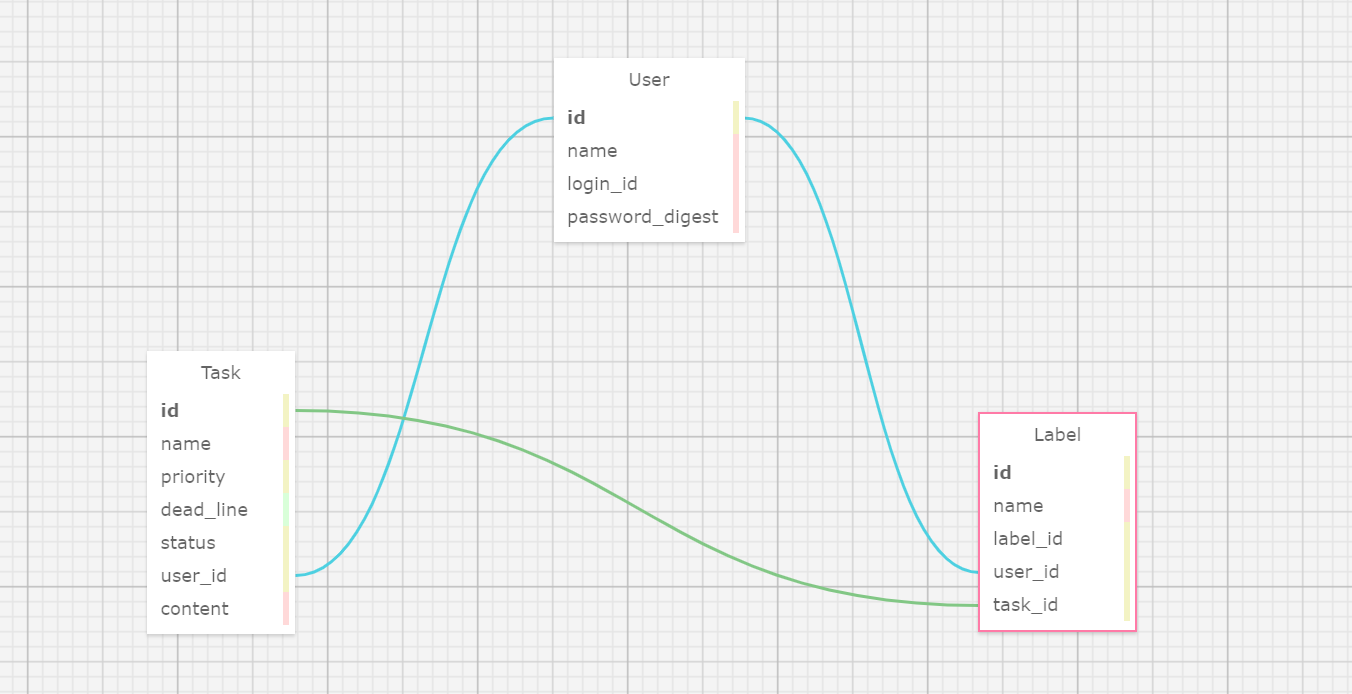 User
id
name
login_id
password_digest
Task
id
name
priority
dead_line
status
user_id
content
Label
id
name
label_id
user_id
task_id